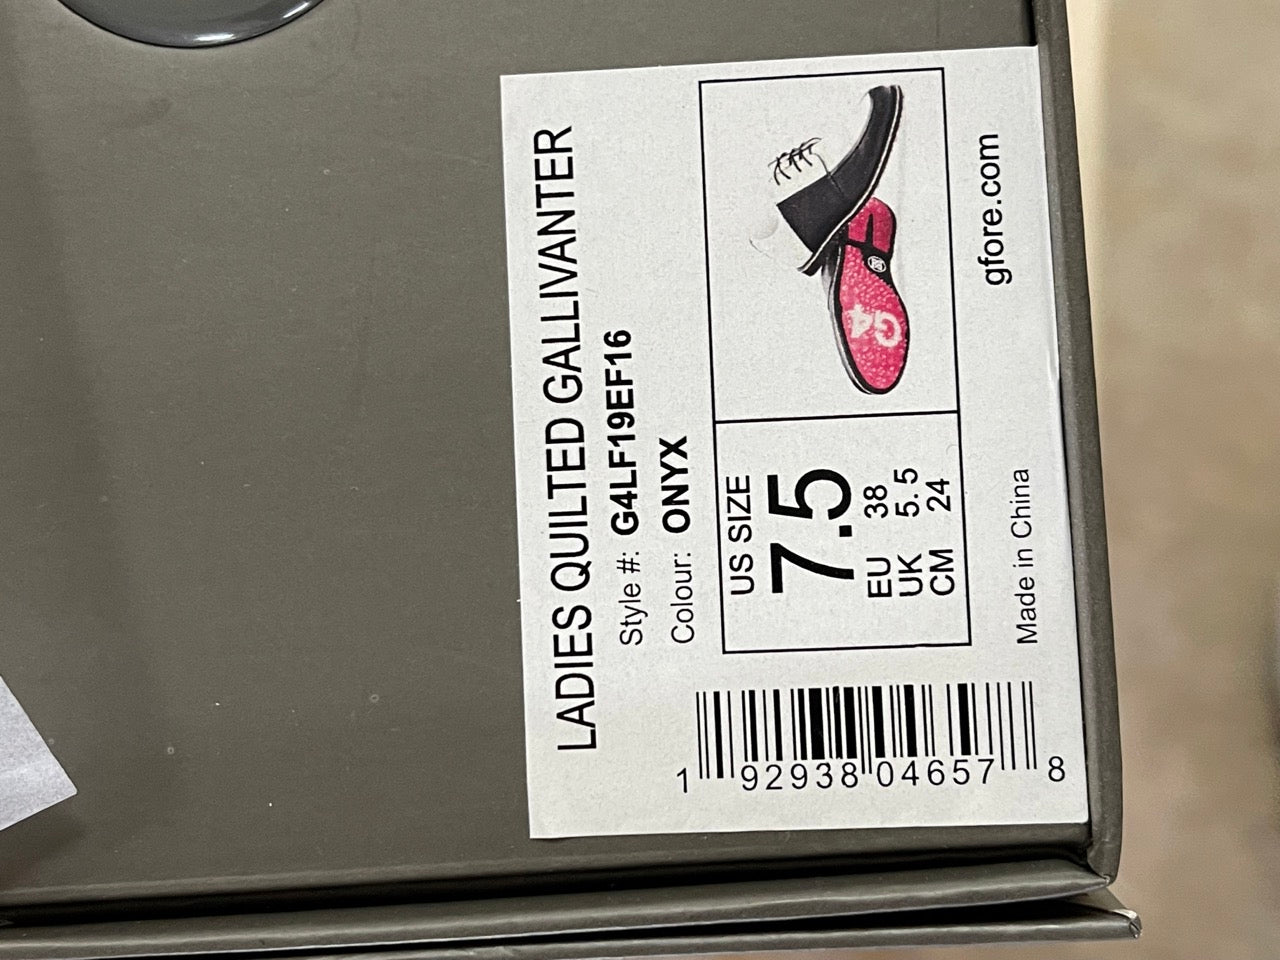 LADIES QUILTED GALLIVANTER
Style #: G4LF19EF16
Colour: ONYX
US SIZE
7.5
EU 38
UK 5.5
CM 24
G4
Made in China
gfore.com
1 92938 04657 8